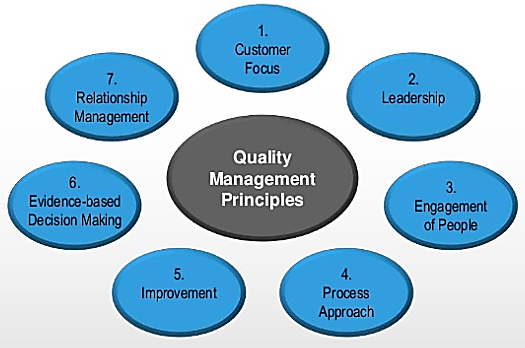 Quality
Management
Principles
1.
Customer
Focus
2.
Leadership
3.
Engagement
of People
4.
Process
Approach
5.
Improvement
6.
Evidence-based
Decision Making
7.
Relationship
Management